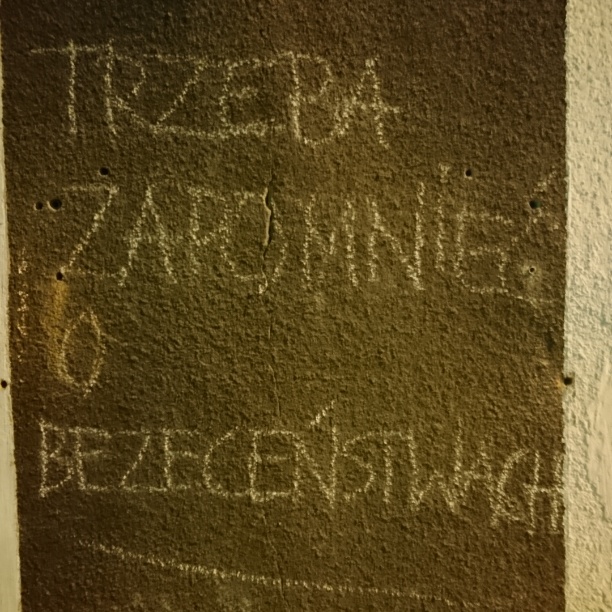 TRZEBA
ZAPOMNIEĆ
O
BEZECEŃSTWACH